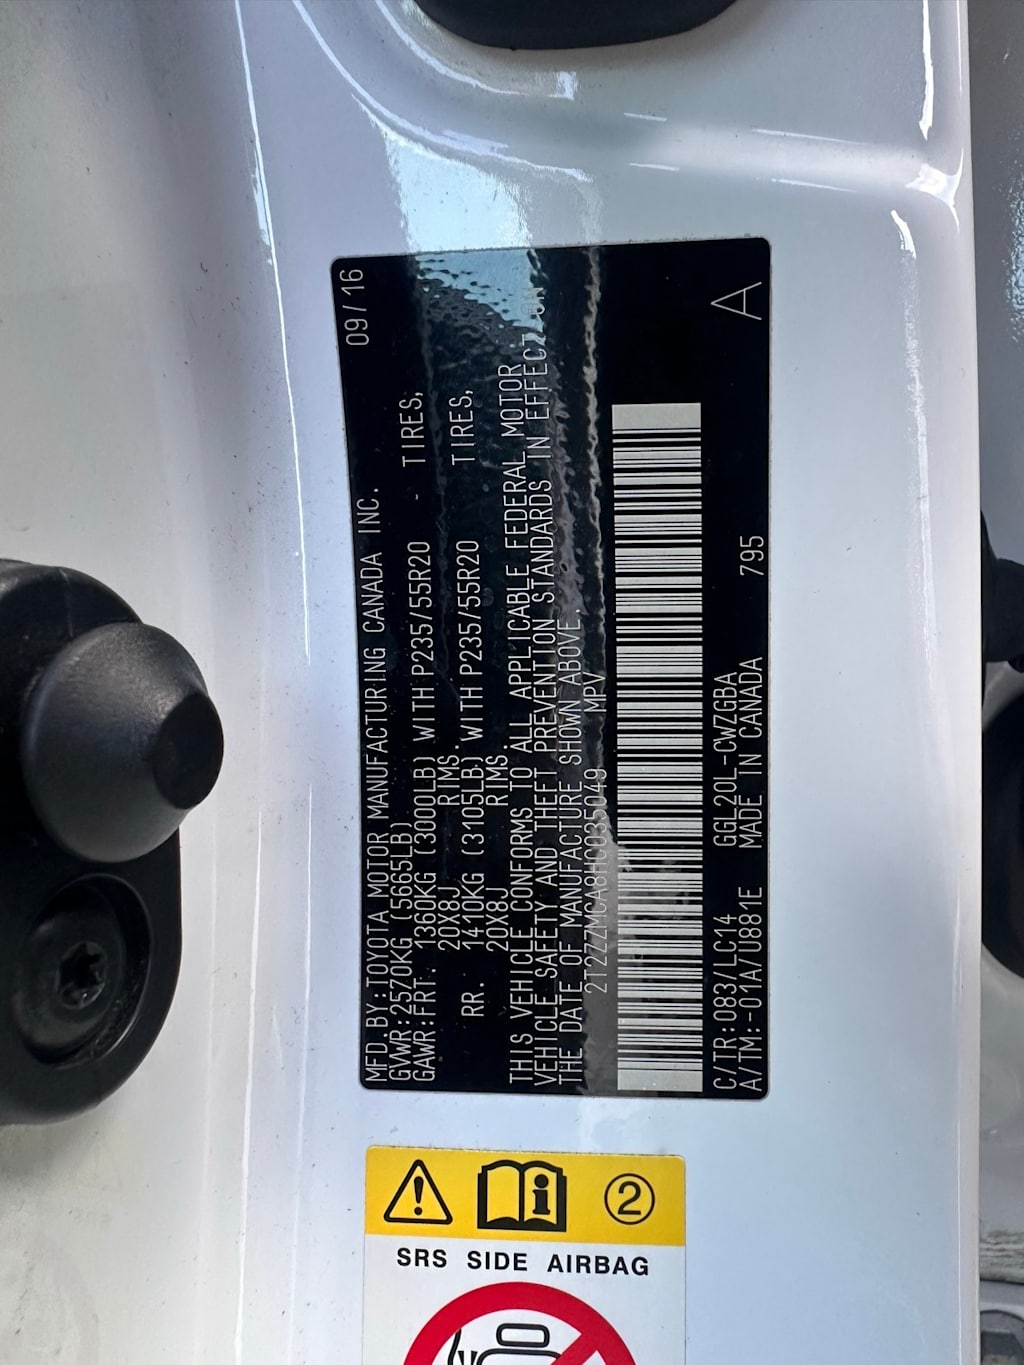 MFD.BY:TOYOTA MOTOR MANUFACTURING CANADA INC. 09/16
GVWR:2570KG (5665LB)
GAWR:FRT. 1360KG (3000LB) WITH P235/55R20 - TIRES,
20X8J RIMS.
RR. 1410KG (3105LB) WITH P235/55R20 TIRES,
20X8J RIMS.
THIS VEHICLE CONFORMS TO ALL APPLICABLE FEDERAL MOTOR
VEHICLE SAFETY AND THEFT PREVENTION STANDARDS IN EFFECT ON
THE DATE OF MANUFACTURE SHOWN ABOVE.
2T2ZZMCA8HC035049 MPV
C/TR:083/LC14 GGL20L-CWZGBA A
A/TM:-01A/U881E MADE IN CANADA 795
2
SRS SIDE AIRBAG